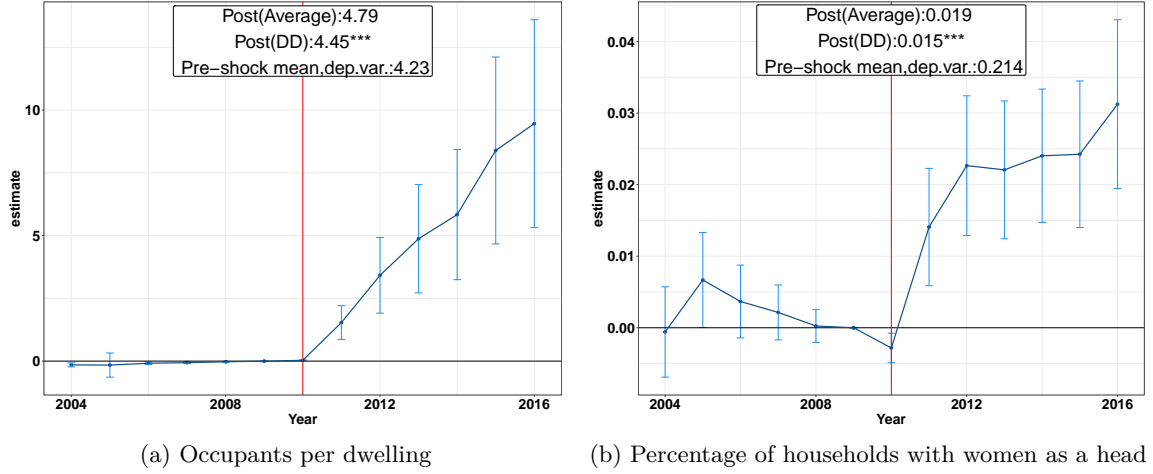 Post(Average):4.79
Post(DD):4.45***
Pre−shock mean,dep.var.:4.23
10
5
0
estimate
2004
2008
2012
2016
Year
(a) Occupants per dwelling
Post(Average):0.019
Post(DD):0.015***
Pre−shock mean,dep.var.:0.214
0.04
0.03
0.02
0.01
0.00
estimate
2004
2008
2012
2016
Year
(b) Percentage of households with women as a head